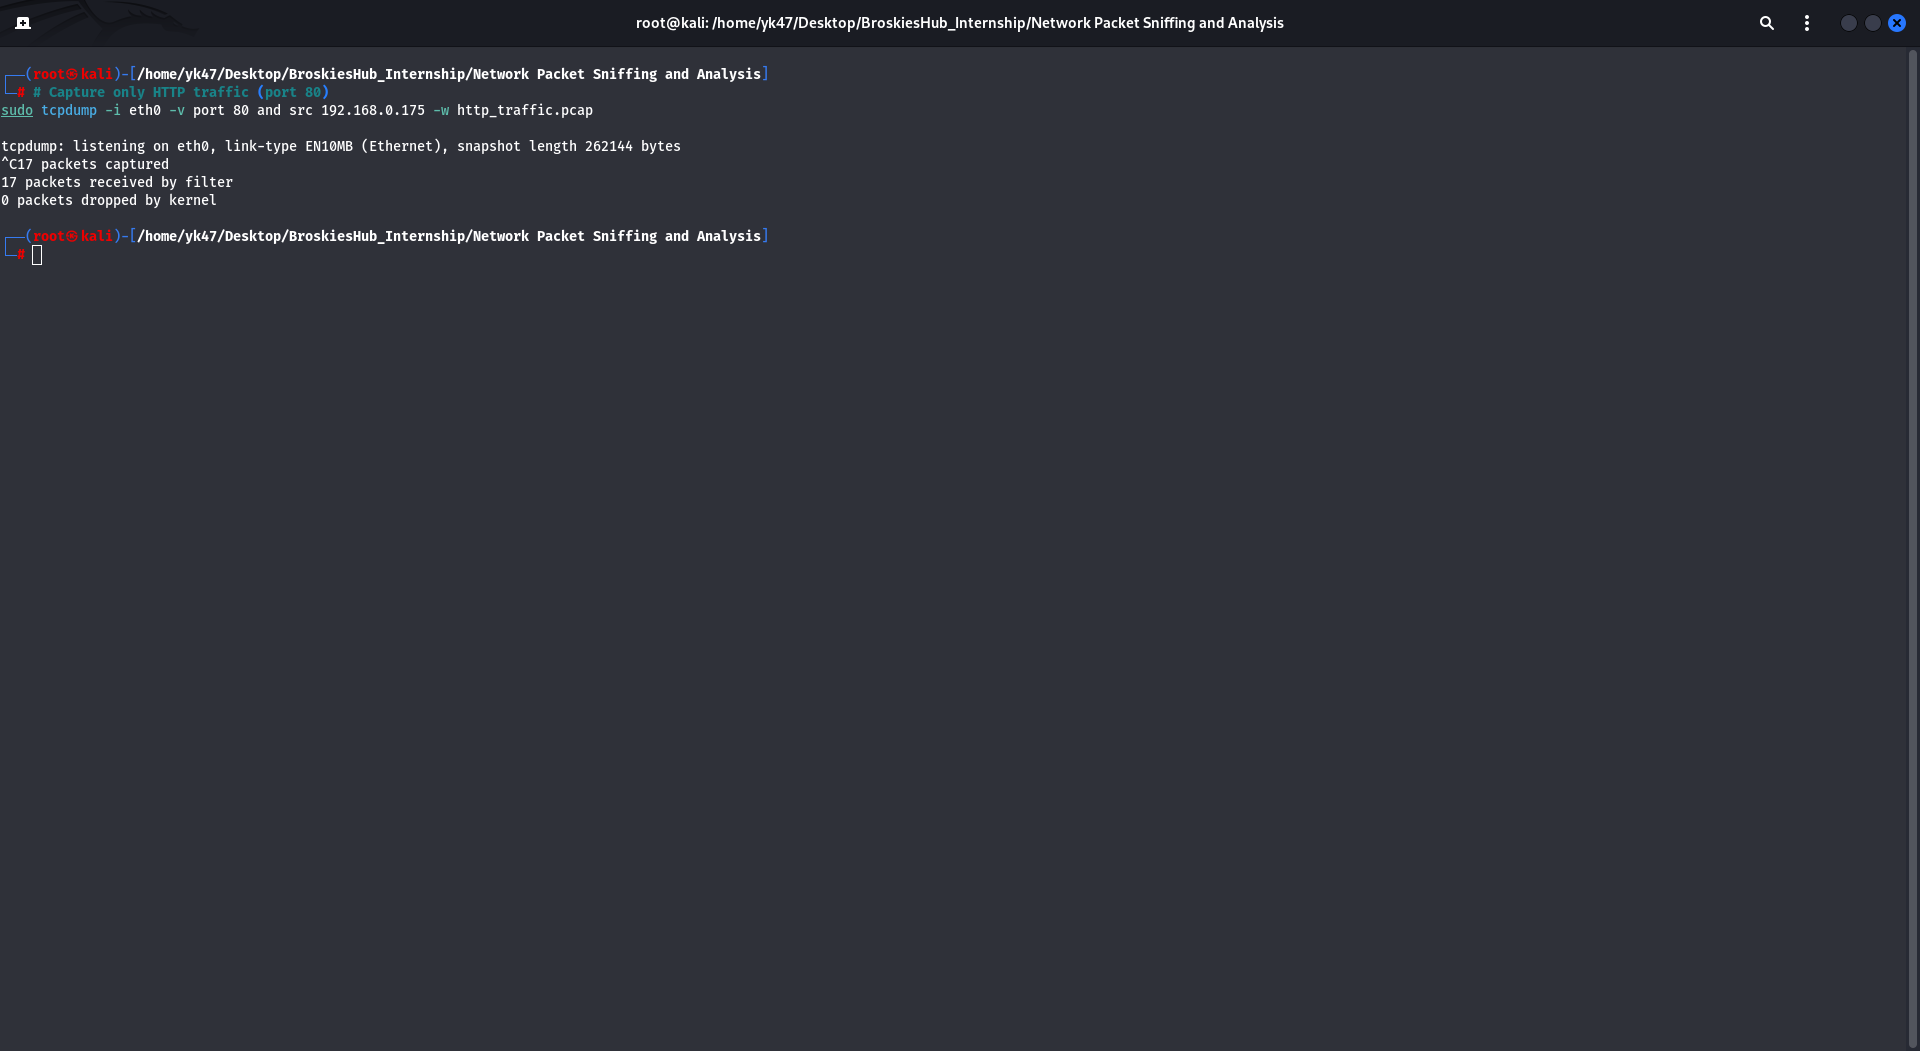 root@kali: /home/yk47/Desktop/BroskiesHub_Internship/Network Packet Sniffing and Analysis
┌──(root㉿kali)-[/home/yk47/Desktop/BroskiesHub_Internship/Network Packet Sniffing and Analysis]
└─# # Capture only HTTP traffic (port 80)
sudo tcpdump -i eth0 -v port 80 and src 192.168.0.175 -w http_traffic.pcap
tcpdump: listening on eth0, link-type EN10MB (Ethernet), snapshot length 262144 bytes
^C17 packets captured
17 packets received by filter
0 packets dropped by kernel
┌──(root㉿kali)-[/home/yk47/Desktop/BroskiesHub_Internship/Network Packet Sniffing and Analysis]
└─#